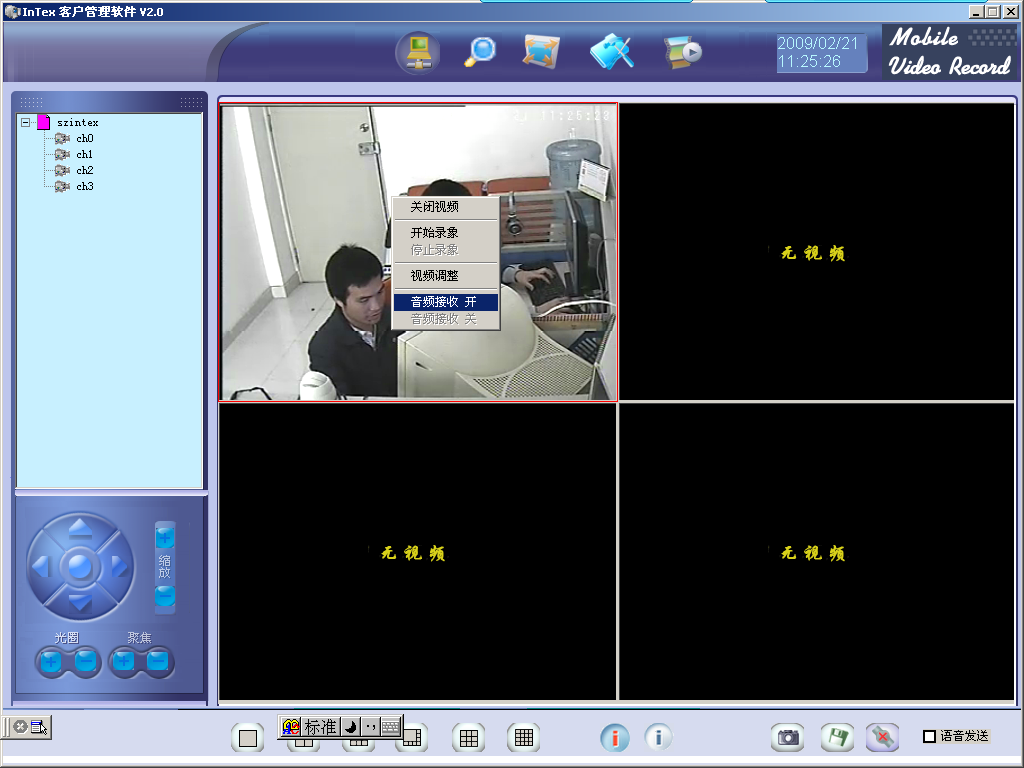 InTex 客户管理软件 V2.0
2009/02/21
11:25:26
Mobile
Video Record
szintex
ch0
ch1
ch2
ch3
11:25:23
关闭视频
开始录象
停止录象
视频调整
音频接收 开
音频接收 关
无视频
无视频
无视频
缩放
光圈
聚焦
标准
语音发送